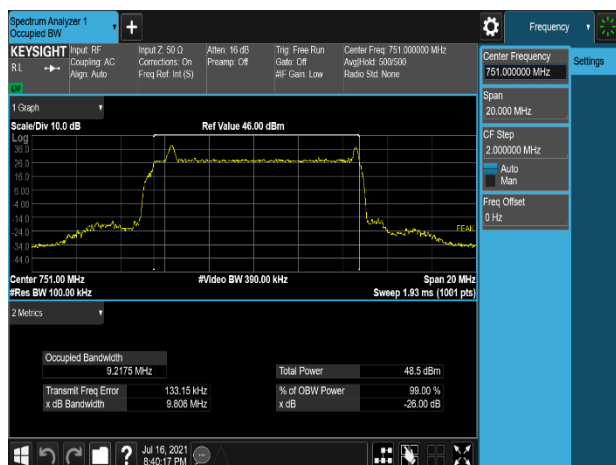 Spectrum Analyzer 1
Occupied BW
+
Frequency
KEYSIGHT
Input: RF
Coupling: AC
Align: Auto
Input Z: 50 Ω
Corrections: On
Freq Ref: Int (S)
Atten: 16 dB
Preamp: Off
Trig: Free Run
Gate: Off
#IF Gain: Low
Center Freq: 751.000000 MHz
Avg|Hold: 500/500
Radio Std: None
RL
Center Frequency
751.000000 MHz
Settings
Span
20.000 MHz
CF Step
2.000000 MHz
Auto
Man
Freq Offset
0 Hz
1 Graph
Scale/Div 10.0 dB
Ref Value 46.00 dBm
Log
36.0
26.0
16.0
6.00
-4.00
-14.0
-24.0
-34.0
-44.0
PEAK
Center 751.00 MHz
#Video BW 390.00 kHz
Span 20 MHz
#Res BW 100.00 kHz
Sweep 1.93 ms (1001 pts)
2 Metrics
Occupied Bandwidth
9.2175 MHz
Total Power 48.5 dBm
Transmit Freq Error 133.15 kHz
% of OBW Power 99.00 %
x dB Bandwidth 9.806 MHz
x dB -26.00 dB
?
Jul 16, 2021
8:40:17 PM